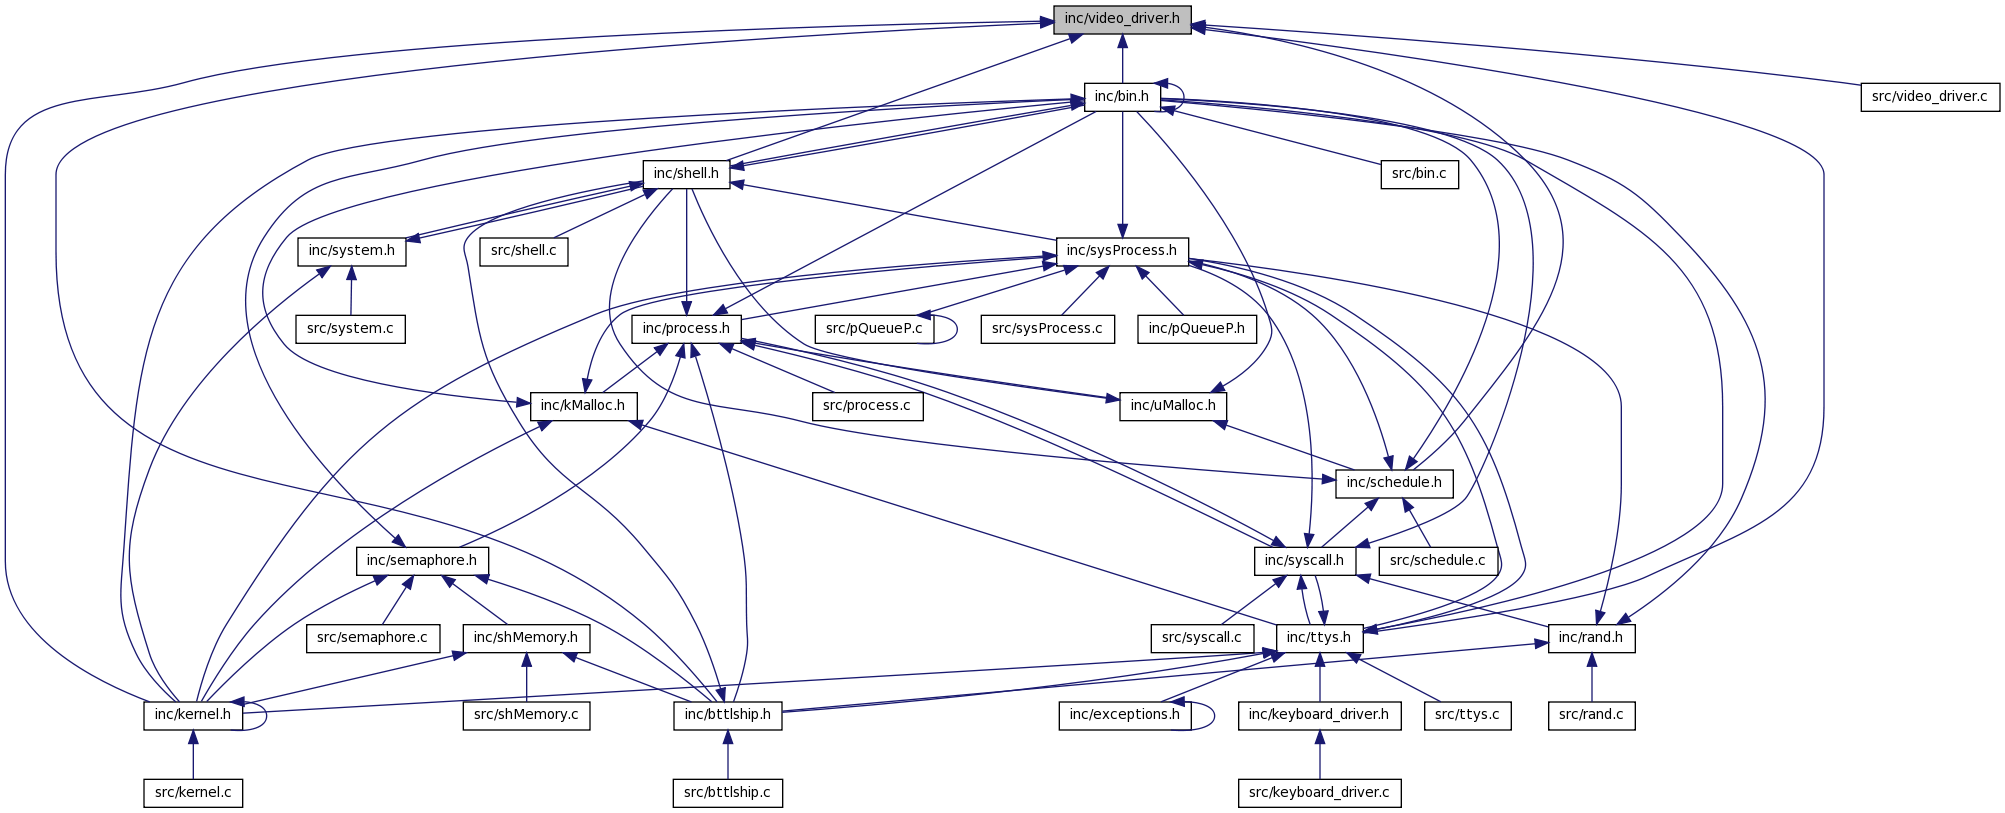 inc/video_driver.h
inc/bin.h
src/video_driver.c
inc/shell.h
src/bin.c
inc/system.h
src/shell.c
inc/sysProcess.h
src/system.c
inc/process.h
src/pQueueP.c
src/sysProcess.c
inc/pQueueP.h
inc/kMalloc.h
src/process.c
inc/uMalloc.h
inc/schedule.h
inc/semaphore.h
inc/syscall.h
src/schedule.c
src/semaphore.c
inc/shMemory.h
src/syscall.c
inc/ttys.h
inc/rand.h
inc/kernel.h
src/shMemory.c
inc/bttlship.h
inc/exceptions.h
inc/keyboard_driver.h
src/ttys.c
src/rand.c
src/kernel.c
src/bttlship.c
src/keyboard_driver.c